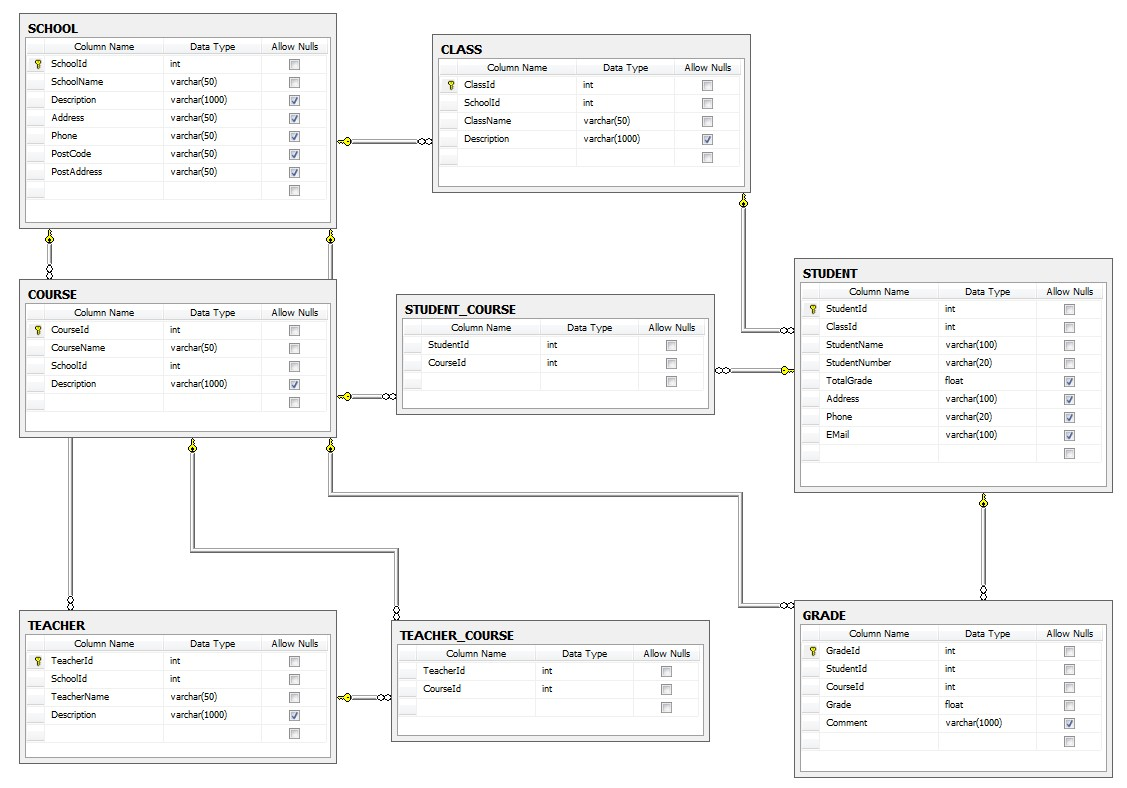 SCHOOL
Column Name Data Type Allow Nulls
SchoolId int
SchoolName varchar(50)
Description varchar(1000)
Address varchar(50)
Phone varchar(50)
PostCode varchar(50)
PostAddress varchar(50)
CLASS
Column Name Data Type Allow Nulls
ClassId int
SchoolId int
ClassName varchar(50)
Description varchar(1000)
COURSE
Column Name Data Type Allow Nulls
CourseId int
CourseName varchar(50)
SchoolId int
Description varchar(1000)
STUDENT_COURSE
Column Name Data Type Allow Nulls
StudentId int
CourseId int
STUDENT
Column Name Data Type Allow Nulls
StudentId int
ClassId int
StudentName varchar(100)
StudentNumber varchar(20)
TotalGrade float
Address varchar(100)
Phone varchar(20)
EMail varchar(100)
TEACHER
Column Name Data Type Allow Nulls
TeacherId int
SchoolId int
TeacherName varchar(50)
Description varchar(1000)
TEACHER_COURSE
Column Name Data Type Allow Nulls
TeacherId int
CourseId int
GRADE
Column Name Data Type Allow Nulls
GradeId int
StudentId int
CourseId int
Grade float
Comment varchar(1000)